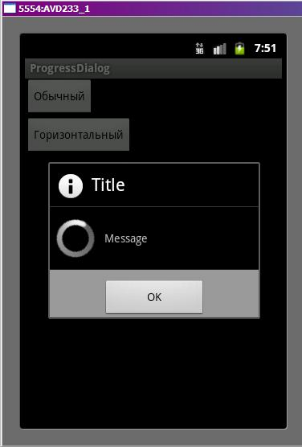 5554:AVD233_1
7:51
ProgressDialog
Обычный
Горизонтальный
Title
Message
OK